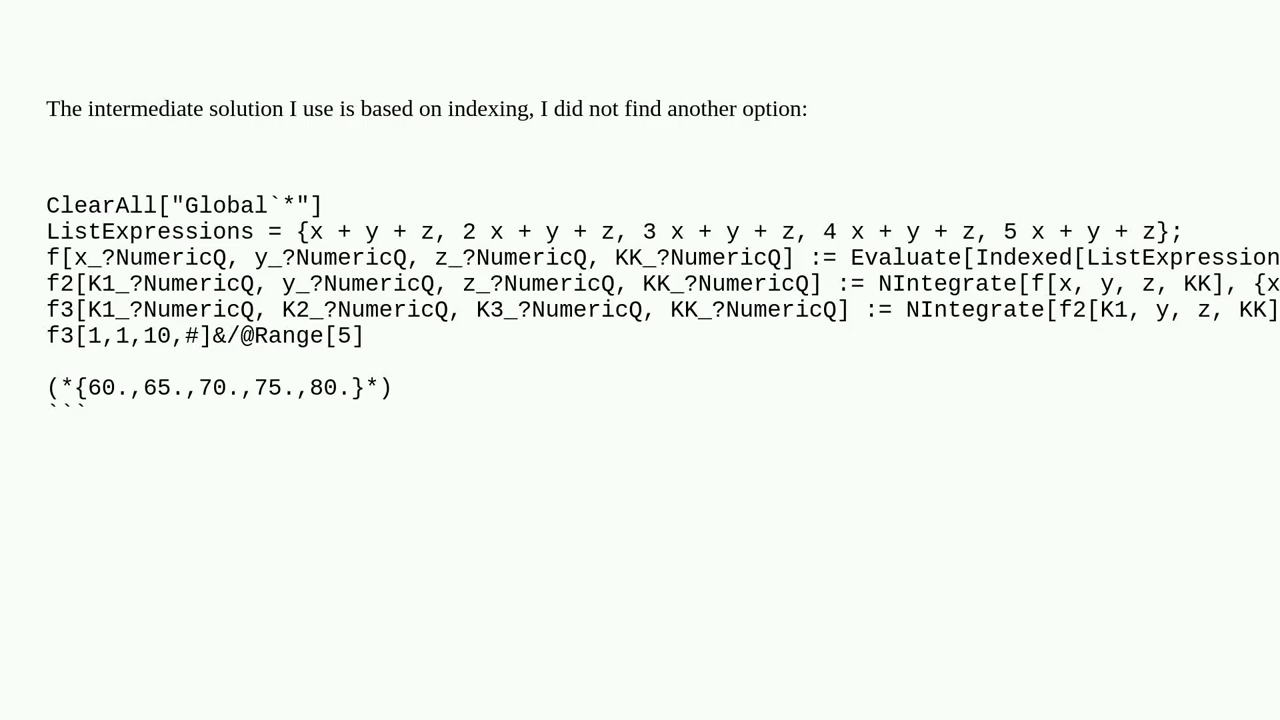 The intermediate solution I use is based on indexing, I did not find another option:
ClearAll["Global`*"]
ListExpressions = {x + y + z, 2 x + y + z, 3 x + y + z, 4 x + y + z, 5 x + y + z};
f[x_?NumericQ, y_?NumericQ, z_?NumericQ, KK_?NumericQ] := Evaluate[Indexed[ListExpression
f2[K1_?NumericQ, y_?NumericQ, z_?NumericQ, KK_?NumericQ] := NIntegrate[f[x, y, z, KK], {x
f3[K1_?NumericQ, K2_?NumericQ, K3_?NumericQ, KK_?NumericQ] := NIntegrate[f2[K1, y, z, KK]
f3[1,1,10,#]&/@Range[5]
(*{60.,65.,70.,75.,80.}*)
```